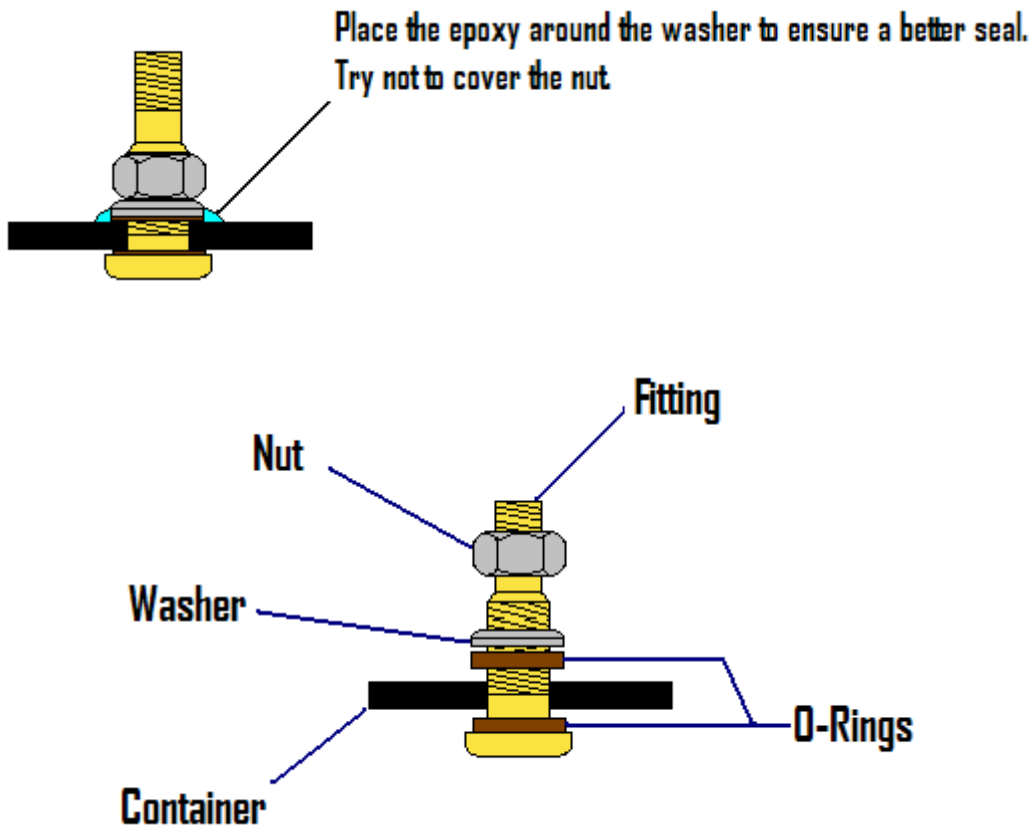 Place the epoxy around the washer to ensure a better seal.
Try not to cover the nut.
Fitting
Nut
Washer
O-Rings
Container